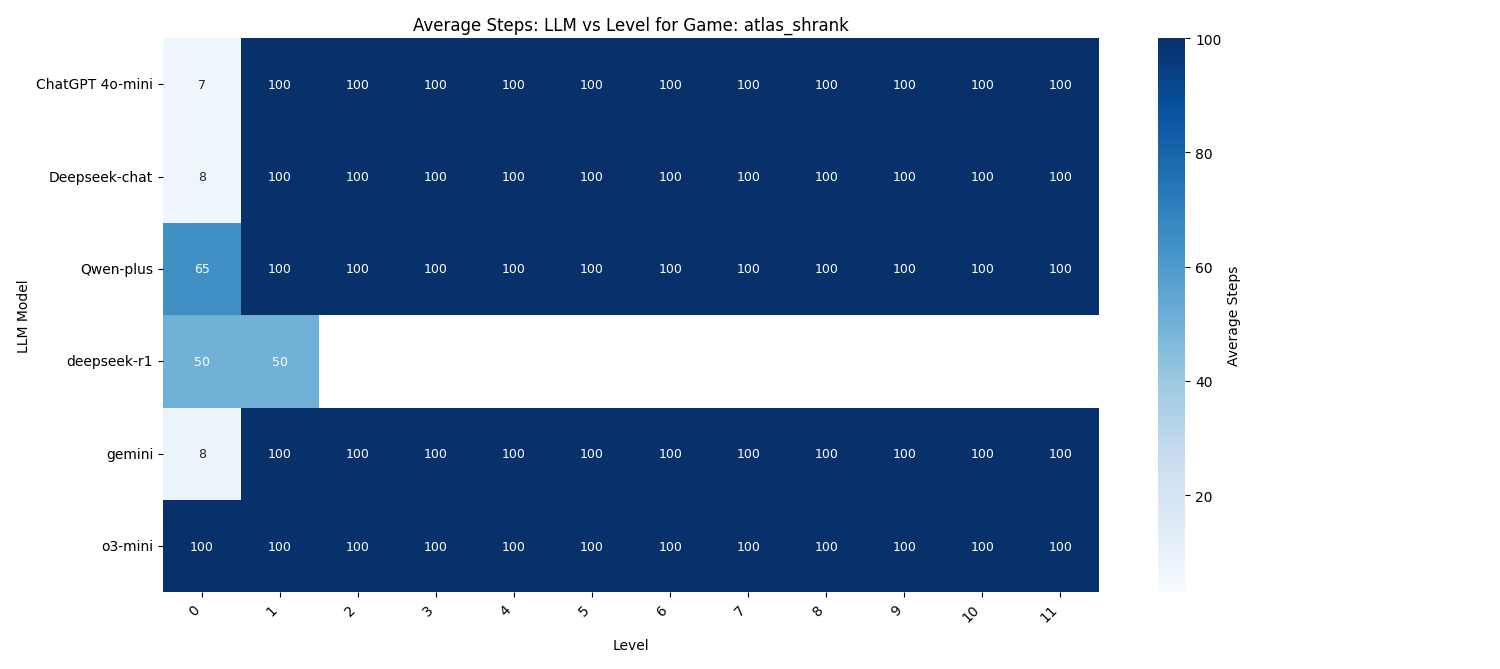 Average Steps: LLM vs Level for Game: atlas_shrank
ChatGPT 4o-mini 7 100 100 100 100 100 100 100 100 100 100 100
Deepseek-chat 8 100 100 100 100 100 100 100 100 100 100 100
Qwen-plus 65 100 100 100 100 100 100 100 100 100 100 100
deepseek-r1 50 50
gemini 8 100 100 100 100 100 100 100 100 100 100 100
o3-mini 100 100 100 100 100 100 100 100 100 100 100 100
LLM Model
0 1 2 3 4 5 6 7 8 9 10 11
Level
100
80
60
40
20
Average Steps